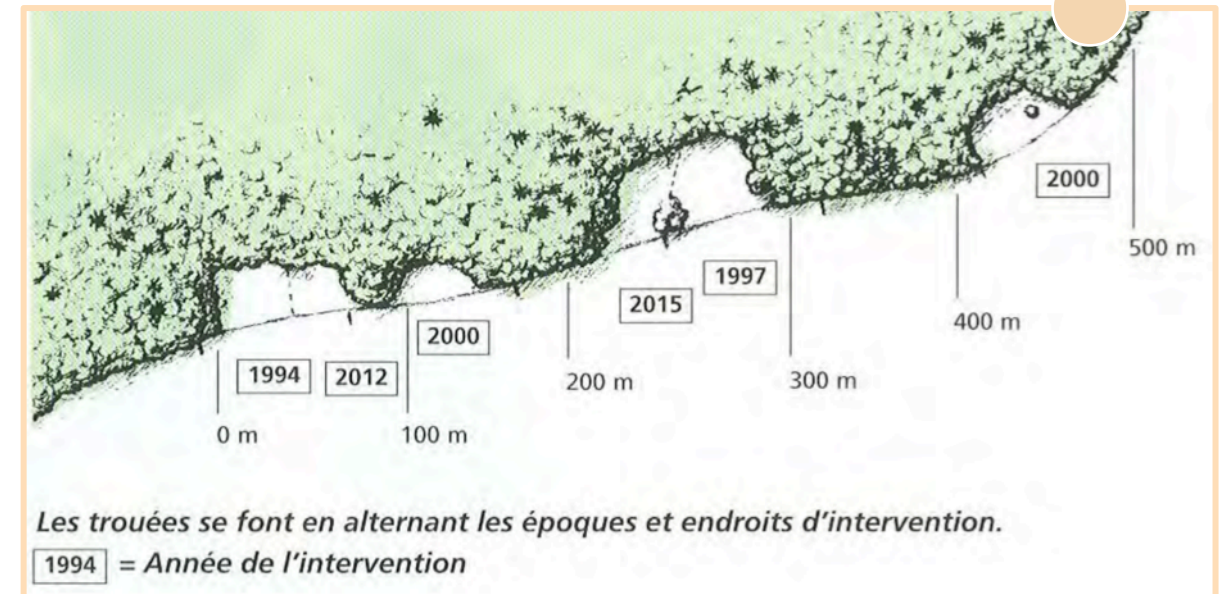 2000
500 m
1997
2015
400 m
2000
1994
2012
200 m
300 m
0 m
100 m
Les trouées se font en alternant les époques et endroits d'intervention.
1994 = Année de l'intervention